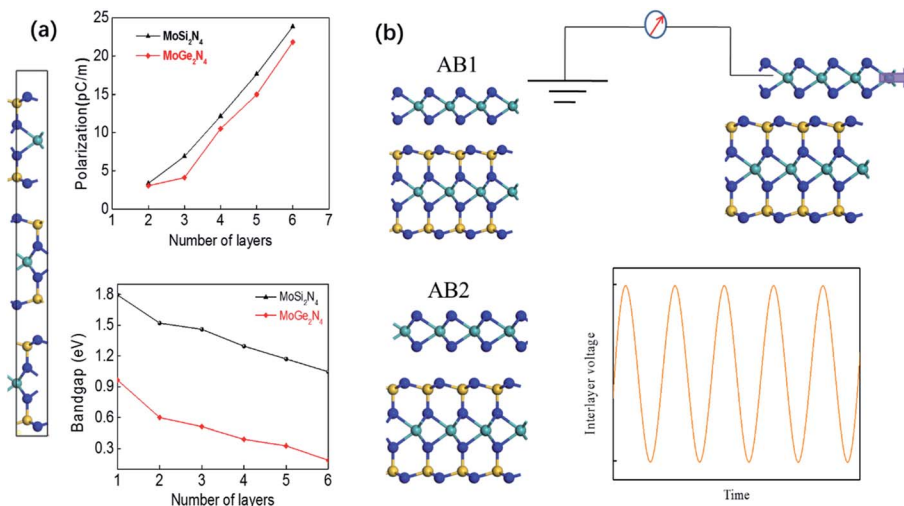 (a)
25
20
15
10
5
0
Polarization(pC/m)
MoSi₂N₄
MoGe₂N₄
1 2 3 4 5 6 7
Number of layers
1.8
1.5
1.2
0.9
0.6
0.3
Bandgap (eV)
MoSi₂N₄
MoGe₂N₄
1 2 3 4 5 6
Number of layers
(b)
AB1
AB2
Interlayer voltage
Time